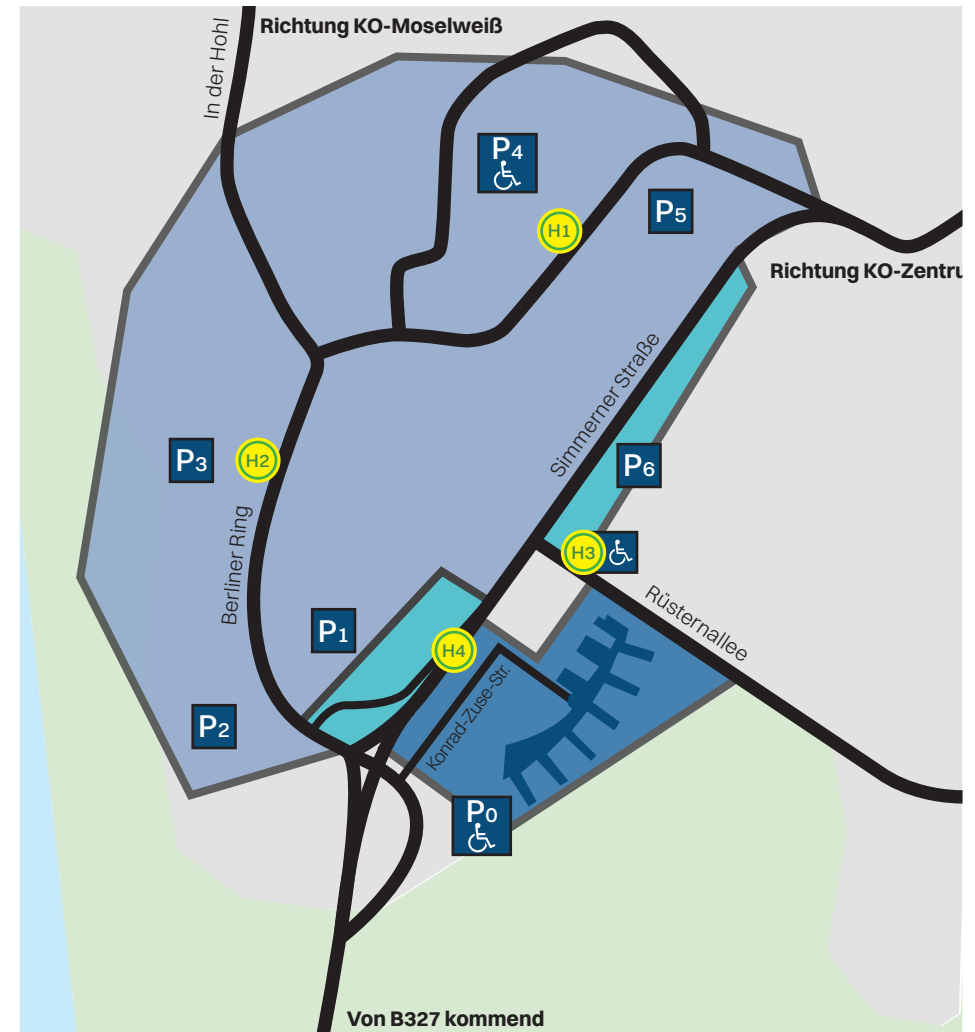 Richtung KO-Moselweiß
In der Hohl
P4
P5
H1
Richtung KO-Zentru
Simmerner Straße
P3
H2
P6
Berliner Ring
H3
Rüsternallee
P1
H4
Konrad-Zuse-Str.
P2
P0
Von B327 kommend